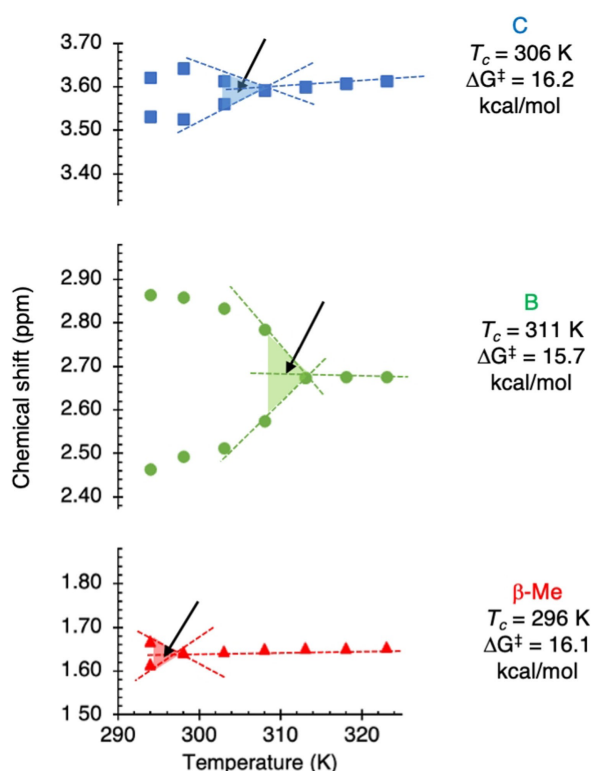 3.70
3.60
3.50
3.40
C
Tc = 306 K
ΔG‡ = 16.2
kcal/mol
Chemical shift (ppm)
2.90
2.80
2.70
2.60
2.50
2.40
B
Tc = 311 K
ΔG‡ = 15.7
kcal/mol
1.80
1.70
1.60
1 50
β-Me
Tc = 296 K
ΔG‡ = 16.1
kcal/mol
290 300 310 320
Temperature (K)